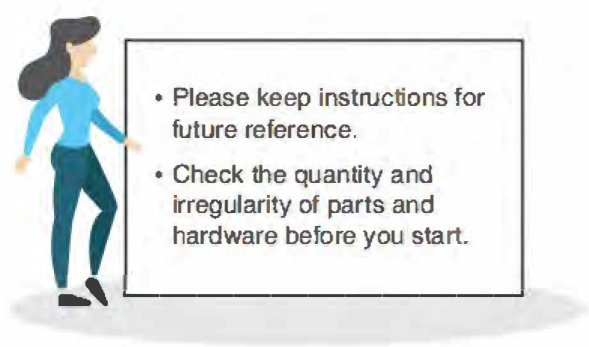 • Please keep instructions for
future reference.
• Check the quantity and
irregularity of parts and
hardware before you start.